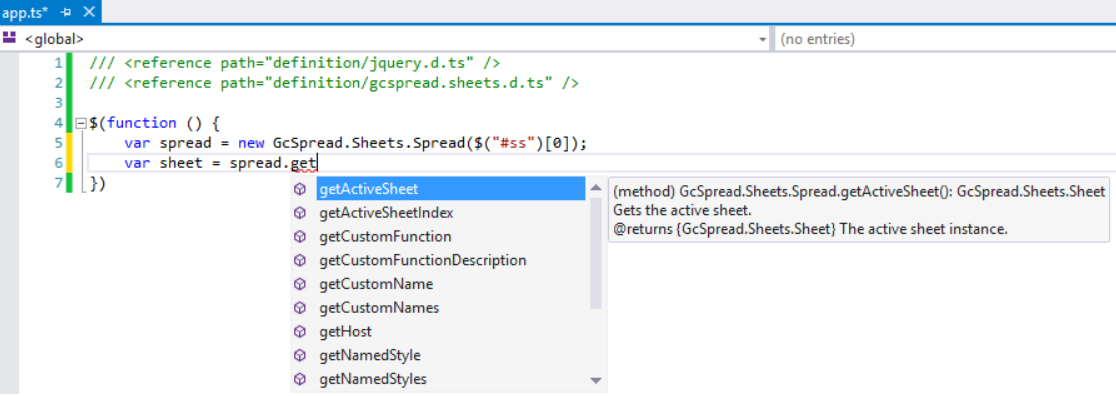 app.ts*
<global> (no entries)
1 /// <reference path="definition/jquery.d.ts" />
2 /// <reference path="definition/gcspread.sheets.d.ts" />
3
4 $(function () {
5 var spread = new GcSpread.Sheets.Spread($("#ss")[0]);
6 var sheet = spread.get
7 })
getActiveSheet
getActiveSheetIndex
getCustomFunction
getCustomFunctionDescription
getCustomName
getCustomNames
getHost
getNamedStyle
getNamedStyles
(method) GcSpread.Sheets.Spread.getActiveSheet(): GcSpread.Sheets.Sheet
Gets the active sheet.
@returns {GcSpread.Sheets.Sheet} The active sheet instance.